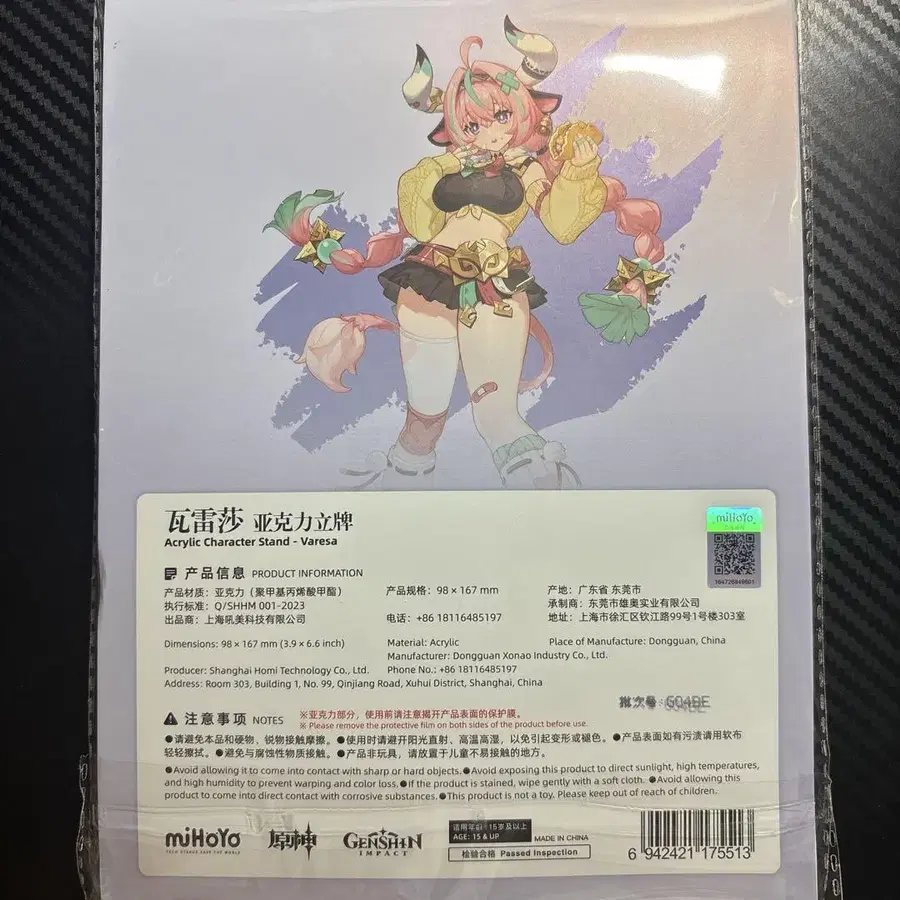 瓦雷莎 亚克力立牌
Acrylic Character Stand - Varesa
miHoYo
164726849601
产品信息 PRODUCT INFORMATION
产品材质：亚克力（聚甲基丙烯酸甲酯） 产品规格：98 × 167 mm 产地：广东省 东莞市
执行标准：Q/SHHM 001-2023 承制商：东莞市雄奥实业有限公司
出品商：上海吼美科技有限公司 电话：+86 18116485197 地址：上海市徐汇区钦江路99号1号楼303室
Dimensions: 98 × 167 mm (3.9 × 6.6 inch) Material: Acrylic Place of Manufacture: Dongguan, China
Manufacturer: Dongguan Xonao Industry Co., Ltd.
Producer: Shanghai Homi Technology Co., Ltd. Phone No.: +86 18116485197
Address: Room 303, Building 1, No. 99, Qinjiang Road, Xuhui District, Shanghai, China
批次号：
注意事项 NOTES ※亚克力部分，使用前请注意揭开产品表面的保护膜。
※ Please remove the protective film on both sides of the product before use.
●请避免本品和硬物、锐物接触摩擦。●使用时请避开阳光直射、高温高湿，以免引起变形或褪色。●产品表面如有污渍请用软布
轻轻擦拭。●避免与腐蚀性物质接触。●产品非玩具，请放置于儿童不易接触的地方。
●Avoid allowing it to come into contact with sharp or hard objects. ●Avoid exposing this product to direct sunlight, high temperatures,
and high humidity to prevent warping and color loss. ●If the product is stained, wipe gently with a soft cloth. ●Avoid allowing this
product to come into direct contact with corrosive substances. ●This product is not a toy. Please keep out of reach of children.
miHoYo
TECH OTAKUS SAVE THE WORLD
原神
GENSHIN
IMPACT
适用年龄：15岁及以上
AGE: 15 & UP
MADE IN CHINA
检验合格 Passed Inspection
6 942421 175513